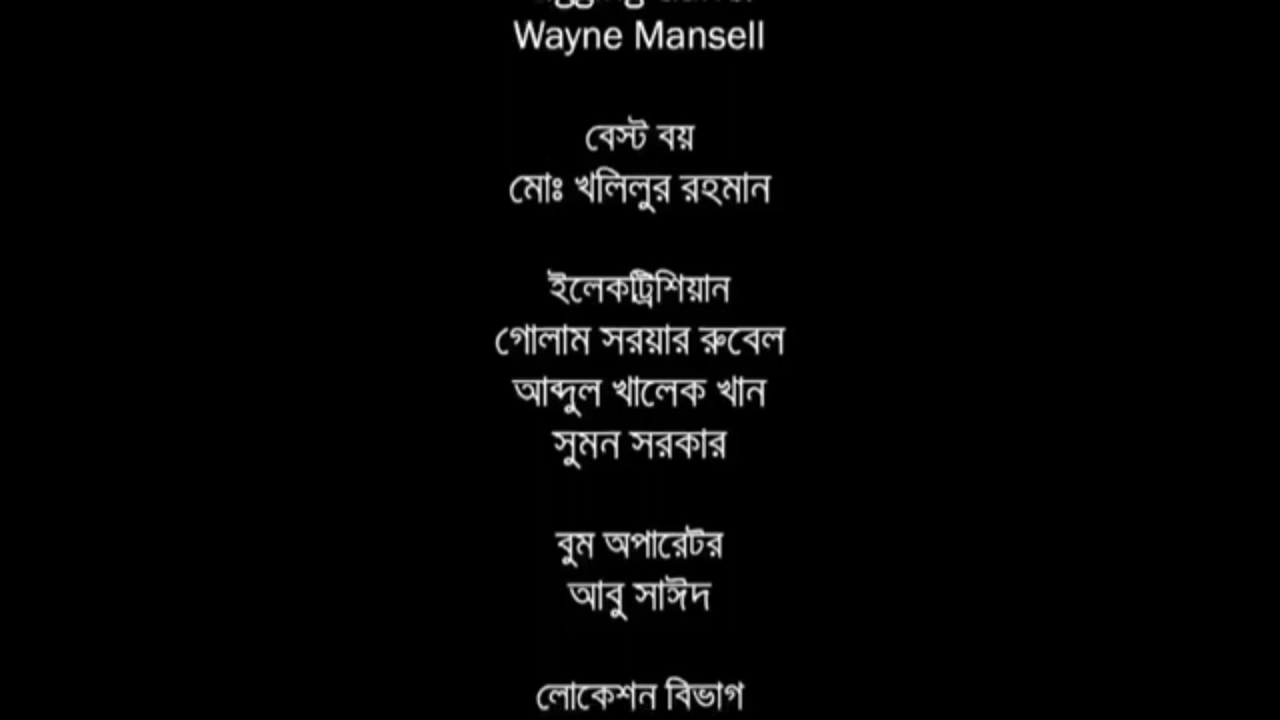 Wayne Mansell
বেস্ট বয়
মোঃ খলিলুর রহমান
ইলেকট্রিশিয়ান
গোলাম সরয়ার রুবেল
আব্দুল খালেক খান
সুমন সরকার
বুম অপারেটর
আবু সাঈদ
লোকেশন বিভাগ